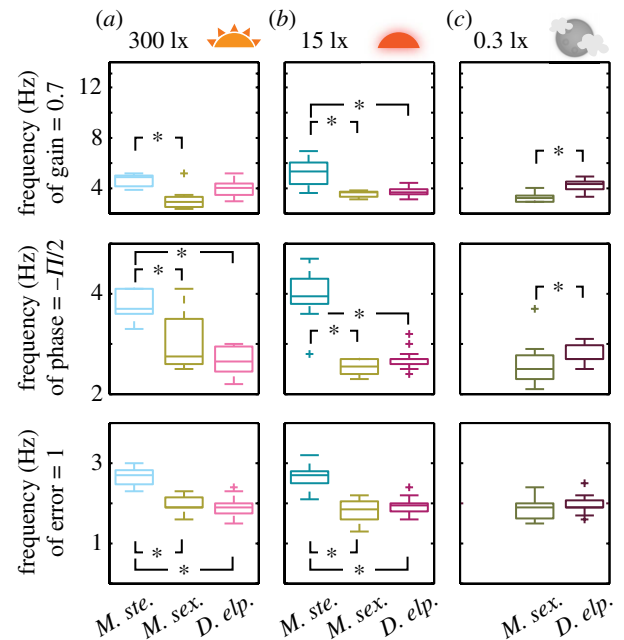 (a) (b) (c)
300 lx 15 lx 0.3 lx
frequency (Hz)
of gain = 0.7
12
8
4
* * * *
frequency (Hz)
of phase = –Π/2
4
2
* * * * *
frequency (Hz)
of error = 1
3
1
* * * *
M. ste. M. sex. D. elp. M. ste. M. sex. D. elp. M. sex. D. elp.